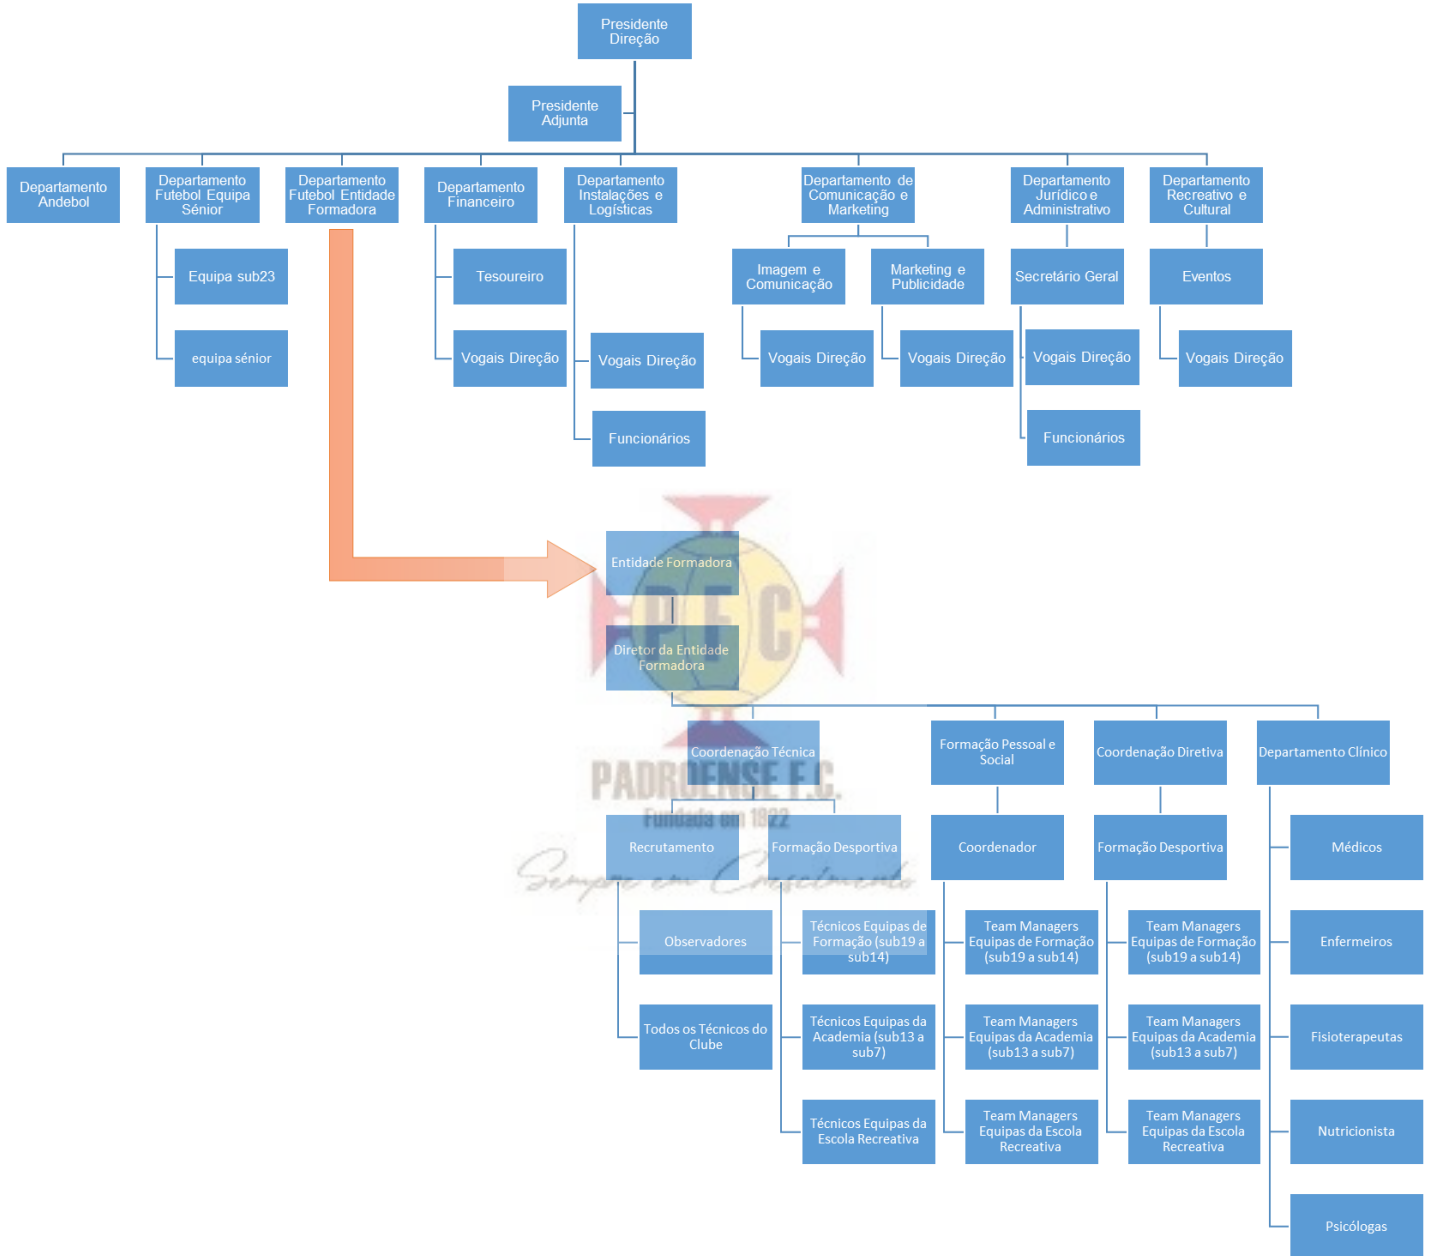 Presidente
Direção
Presidente
Adjunta
Departamento
Andebol
Departamento
Futebol Equipa
Sénior
Departamento
Futebol Entidade
Formadora
Departamento
Financeiro
Departamento
Instalações e
Logísticas
Departamento de
Comunicação e
Marketing
Departamento
Jurídico e
Administrativo
Departamento
Recreativo e
Cultural
Equipa sub23
Tesoureiro
Imagem e
Comunicação
Marketing e
Publicidade
Secretário Geral
Eventos
equipa sénior
Vogais Direção
Vogais Direção
Vogais Direção
Vogais Direção
Vogais Direção
Vogais Direção
Funcionários
Funcionários
Entidade Formadora
PFC
Diretor da Entidade
Formadora
Coordenação Técnica
Formação Pessoal e
Social
Coordenação Diretiva
Departamento Clínico
PADROENSE F.C.
Fundada em 1922
Recrutamento
Formação Desportiva
Coordenador
Formação Desportiva
Médicos
Sempre em Crescimento
Observadores
Técnicos Equipas de
Formação (sub19 a
sub14)
Team Managers
Equipas de Formação
(sub19 a sub14)
Team Managers
Equipas de Formação
(sub19 a sub14)
Enfermeiros
Todos os Técnicos do
Clube
Técnicos Equipas da
Academia (sub13 a
sub7)
Team Managers
Equipas da Academia
(sub13 a sub7)
Team Managers
Equipas da Academia
(sub13 a sub7)
Fisioterapeutas
Técnicos Equipas da
Escola Recreativa
Team Managers
Equipas da Escola
Recreativa
Team Managers
Equipas da Escola
Recreativa
Nutricionista
Psicólogas